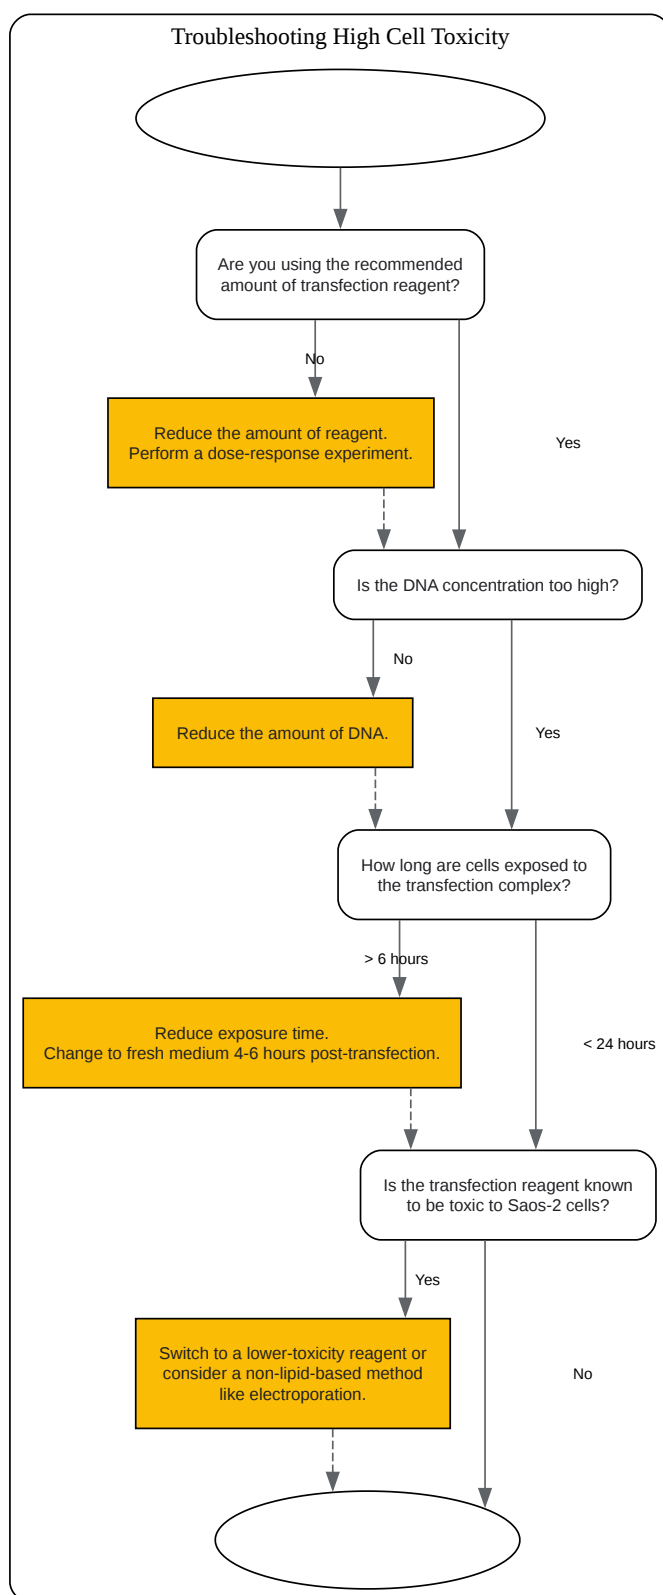 Troubleshooting High Cell Toxicity
Are you using the recommended
amount of transfection reagent?
No
Reduce the amount of reagent.
Perform a dose-response experiment.
Yes
Is the DNA concentration too high?
No
Reduce the amount of DNA.
Yes
How long are cells exposed to
the transfection complex?
> 6 hours
Reduce exposure time.
Change to fresh medium 4-6 hours post-transfection.
< 24 hours
Is the transfection reagent known
to be toxic to Saos-2 cells?
Yes
Switch to a lower-toxicity reagent or
consider a non-lipid-based method
like electroporation.
No